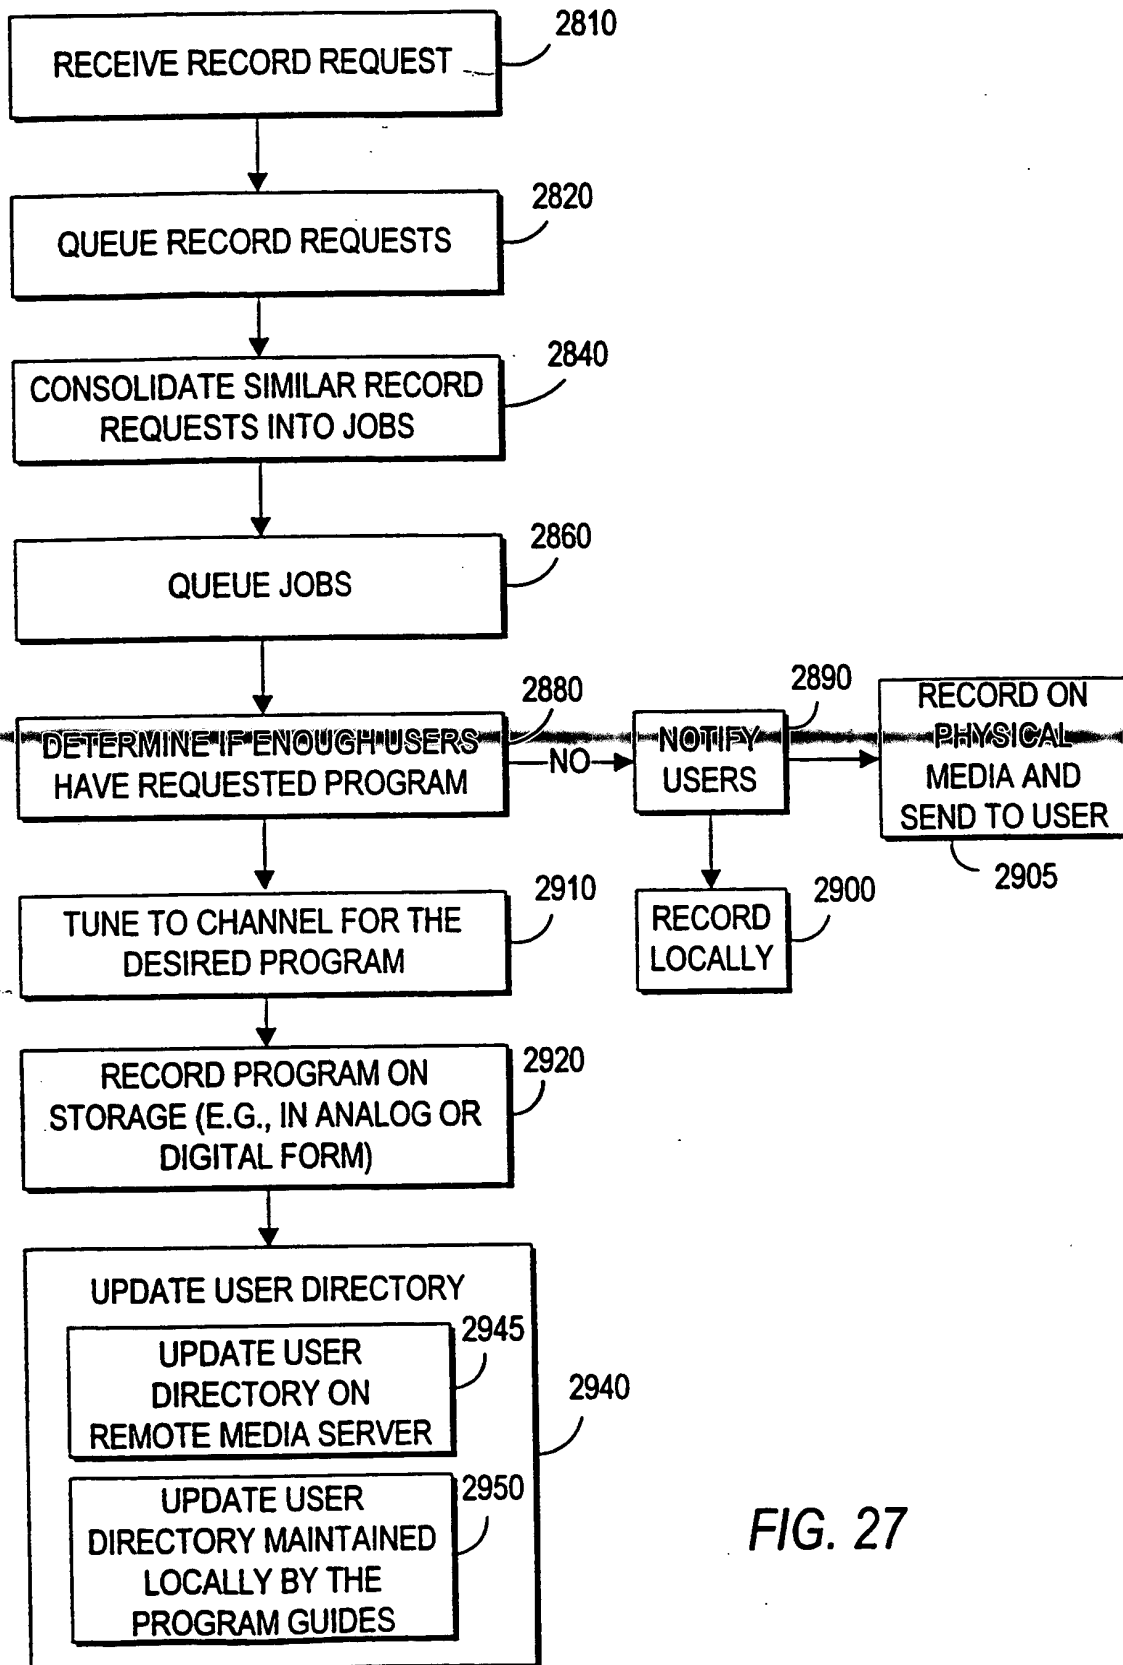 RECEIVE RECORD REQUEST
2810
QUEUE RECORD REQUESTS
2820
CONSOLIDATE SIMILAR RECORD
REQUESTS INTO JOBS
2840
QUEUE JOBS
2860
DETERMINE IF ENOUGH USERS
HAVE REQUESTED PROGRAM
2880
NO
NOTIFY
USERS
2890
RECORD ON
PHYSICAL
MEDIA AND
SEND TO USER
2905
RECORD
LOCALLY
2900
TUNE TO CHANNEL FOR THE
DESIRED PROGRAM
2910
RECORD PROGRAM ON
STORAGE (E.G., IN ANALOG OR
DIGITAL FORM)
2920
UPDATE USER DIRECTORY
2940
UPDATE USER
DIRECTORY ON
REMOTE MEDIA SERVER
2945
UPDATE USER
DIRECTORY MAINTAINED
LOCALLY BY THE
PROGRAM GUIDES
2950
FIG. 27